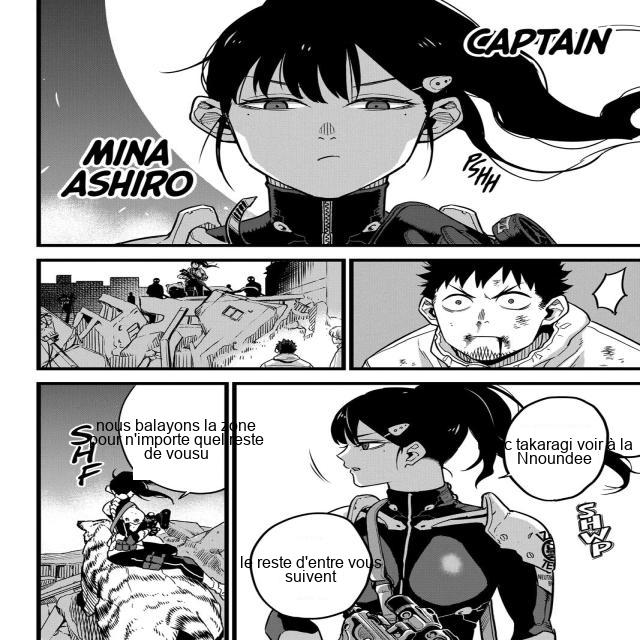 CAPTAIN
MINA
ASHIRO
PSHH
nous balayons la zone
pour n'importe quel reste
de vousu
SHF
c takaragi voir à la
Nnoundee
le reste d'entre vous
suivent
SHWP